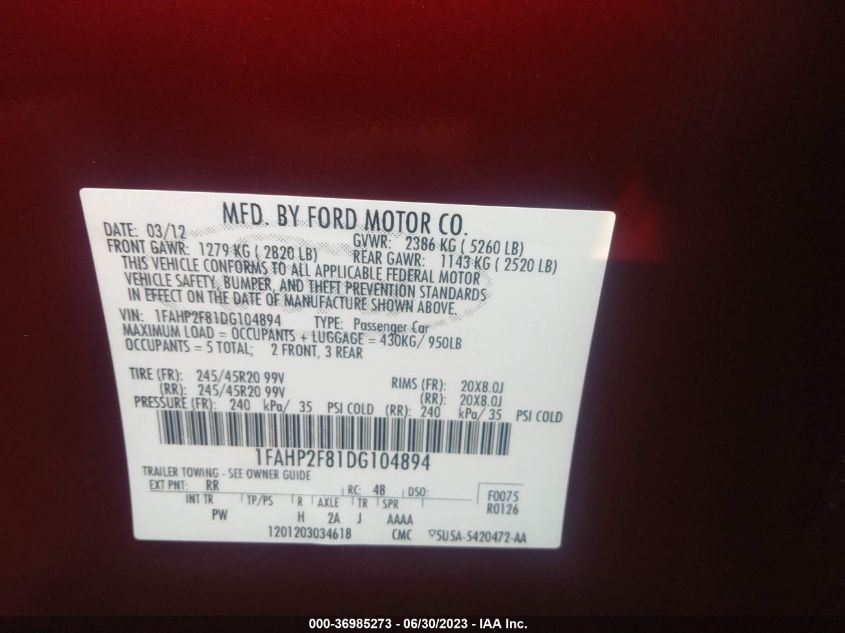 MFD. BY FORD MOTOR CO.
DATE: 03/12 GVWR: 2386 KG ( 5260 LB)
FRONT GAWR: 1279 KG ( 2820 LB) REAR GAWR: 1143 KG ( 2520 LB)
THIS VEHICLE CONFORMS TO ALL APPLICABLE FEDERAL MOTOR
VEHICLE SAFETY, BUMPER, AND THEFT PREVENTION STANDARDS
IN EFFECT ON THE DATE OF MANUFACTURE SHOWN ABOVE.
VIN: 1FAHP2F81DG104894 TYPE: Passenger Car
MAXIMUM LOAD = OCCUPANTS + LUGGAGE = 430KG/ 950LB
OCCUPANTS = 5 TOTAL; 2 FRONT, 3 REAR
TIRE (FR): 245/45R20 99V RIMS (FR): 20X8.0J
(RR): 245/45R20 99V (RR): 20X8.0J
PRESSURE (FR): 240 kPa/ 35 PSI COLD (RR): 240 kPa/ 35 PSI COLD
1FAHP2F81DG104894
TRAILER TOWING - SEE OWNER GUIDE
EXT PNT: RR RC: 48 DSO: F0075
INT TR TP/PS R AXLE TR SPR R0126
PW H 2A J AAAA
1201203034618 CMC 5U5A-5420472-AA
000-36985273 - 06/30/2023 - IAA Inc.